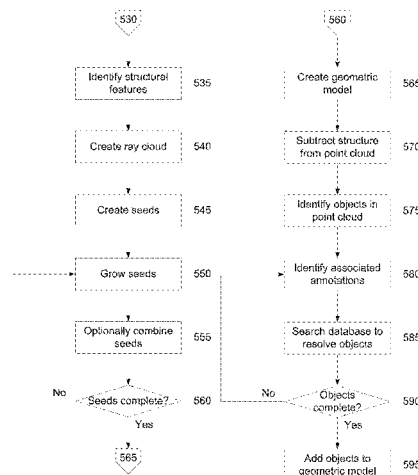 530
Identify structural
features
535
Create ray cloud
540
Create seeds
545
Grow seeds
550
Optionally combine
seeds
555
No
Seeds complete?
560
Yes
565
560
Create geometric
model
565
Subtract structure
from point cloud
570
Identify objects in
point cloud
575
Identify associated
annotations
580
Search database to
resolve objects
585
No
Objects
complete?
590
Yes
Add objects to
geometric model
595